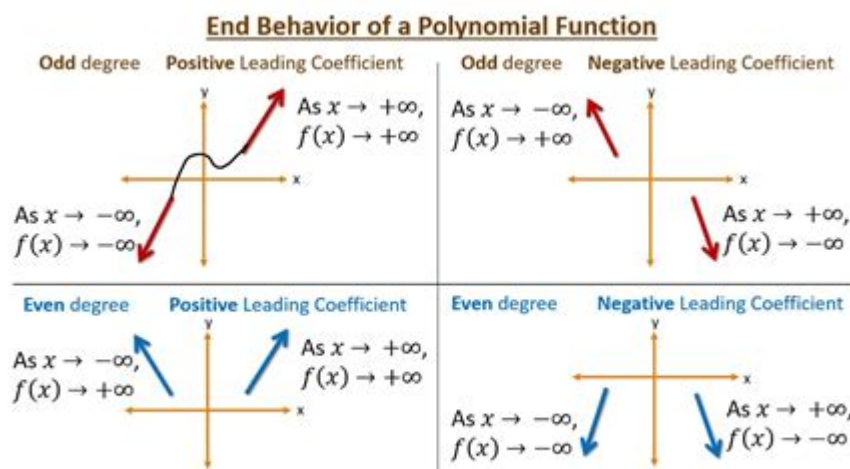 End Behavior of a Polynomial Function
Odd degree Positive Leading Coefficient
y
As x → +∞,
f(x) → +∞
x
As x → −∞,
f(x) → −∞
Odd degree Negative Leading Coefficient
y
As x → −∞,
f(x) → +∞
x
As x → +∞,
f(x) → −∞
Even degree Positive Leading Coefficient
y
As x → −∞,
f(x) → +∞
As x → +∞,
f(x) → +∞
x
Even degree Negative Leading Coefficient
y
x
As x → −∞,
f(x) → −∞
As x → +∞,
f(x) → −∞